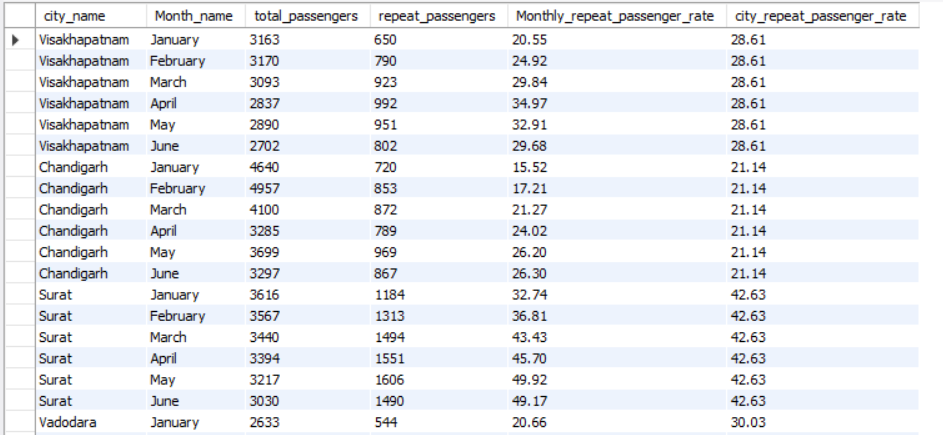 city_name Month_name total_passengers repeat_passengers Monthly_repeat_passenger_rate city_repeat_passenger_rate
Visakhapatnam January 3163 650 20.55 28.61
Visakhapatnam February 3170 790 24.92 28.61
Visakhapatnam March 3093 923 29.84 28.61
Visakhapatnam April 2837 992 34.97 28.61
Visakhapatnam May 2890 951 32.91 28.61
Visakhapatnam June 2702 802 29.68 28.61
Chandigarh January 4640 720 15.52 21.14
Chandigarh February 4957 853 17.21 21.14
Chandigarh March 4100 872 21.27 21.14
Chandigarh April 3285 789 24.02 21.14
Chandigarh May 3699 969 26.20 21.14
Chandigarh June 3297 867 26.30 21.14
Surat January 3616 1184 32.74 42.63
Surat February 3567 1313 36.81 42.63
Surat March 3440 1494 43.43 42.63
Surat April 3394 1551 45.70 42.63
Surat May 3217 1606 49.92 42.63
Surat June 3030 1490 49.17 42.63
Vadodara January 2633 544 20.66 30.03